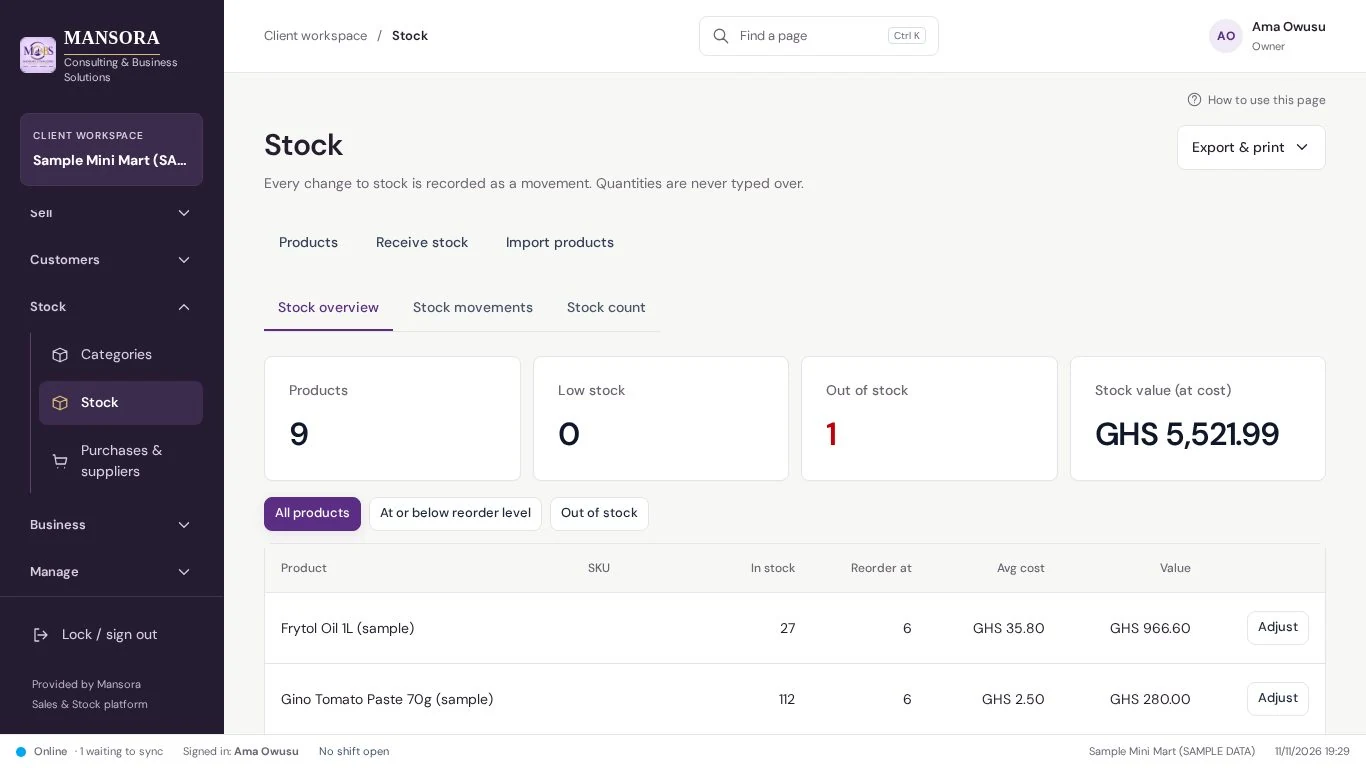 MANSORA
Consulting & Business
Solutions
CLIENT WORKSPACE
Sample Mini Mart (SA...
Sell
Customers
Stock
Categories
Stock
Purchases &
suppliers
Business
Manage
Lock / sign out
Provided by Mansora
Sales & Stock platform
Client workspace / Stock
Find a page
Ctrl K
AO
Ama Owusu
Owner
How to use this page
Stock
Export & print
Every change to stock is recorded as a movement. Quantities are never typed over.
Products Receive stock Import products
Stock overview Stock movements Stock count
Products
9
Low stock
0
Out of stock
1
Stock value (at cost)
GHS 5,521.99
All products At or below reorder level Out of stock
Product SKU In stock Reorder at Avg cost Value
Frytol Oil 1L (sample) 27 6 GHS 35.80 GHS 966.60 Adjust
Gino Tomato Paste 70g (sample) 112 6 GHS 2.50 GHS 280.00 Adjust
Online · 1 waiting to sync Signed in: Ama Owusu No shift open Sample Mini Mart (SAMPLE DATA) 11/11/2026 19:29